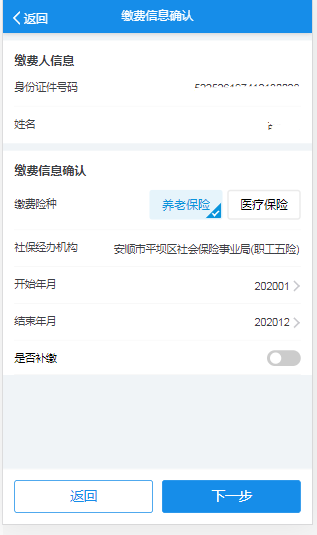 返回 缴费信息确认
缴费人信息
身份证件号码
姓名
缴费信息确认
缴费险种 养老保险 医疗保险
社保经办机构 安顺市平坝区社会保险事业局(职工五险)
开始年月 202001
结束年月 202012
是否补缴
返回 下一步